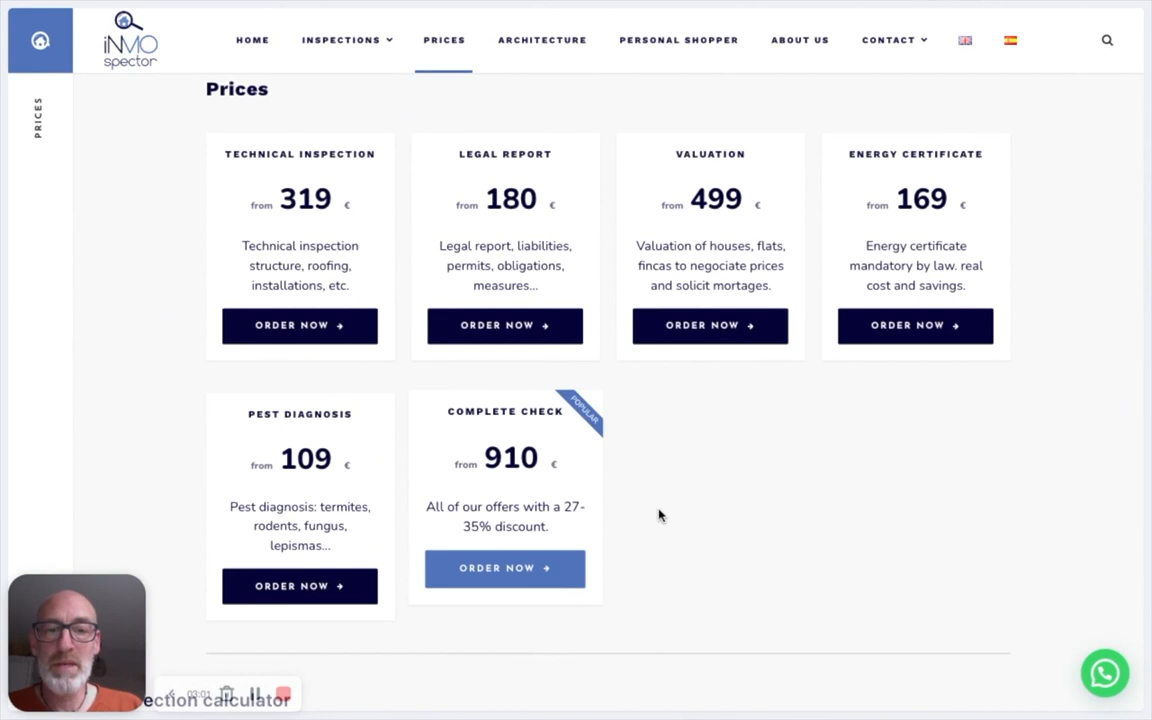 iNMO
spector
HOME
INSPECTIONS
PRICES
ARCHITECTURE
PERSONAL SHOPPER
ABOUT US
CONTACT
PRICES
Prices
TECHNICAL INSPECTION
from 319 €
Technical inspection
structure, roofing,
installations, etc.
ORDER NOW →
LEGAL REPORT
from 180 €
Legal report, liabilities,
permits, obligations,
measures...
ORDER NOW →
VALUATION
from 499 €
Valuation of houses, flats,
fincas to negociate prices
and solicit mortages.
ORDER NOW →
ENERGY CERTIFICATE
from 169 €
Energy certificate
mandatory by law. real
cost and savings.
ORDER NOW →
PEST DIAGNOSIS
from 109 €
Pest diagnosis: termites,
rodents, fungus,
lepismas...
ORDER NOW →
COMPLETE CHECK
POPULAR
from 910 €
All of our offers with a 27-
35% discount.
ORDER NOW →
03:01
ection calculator